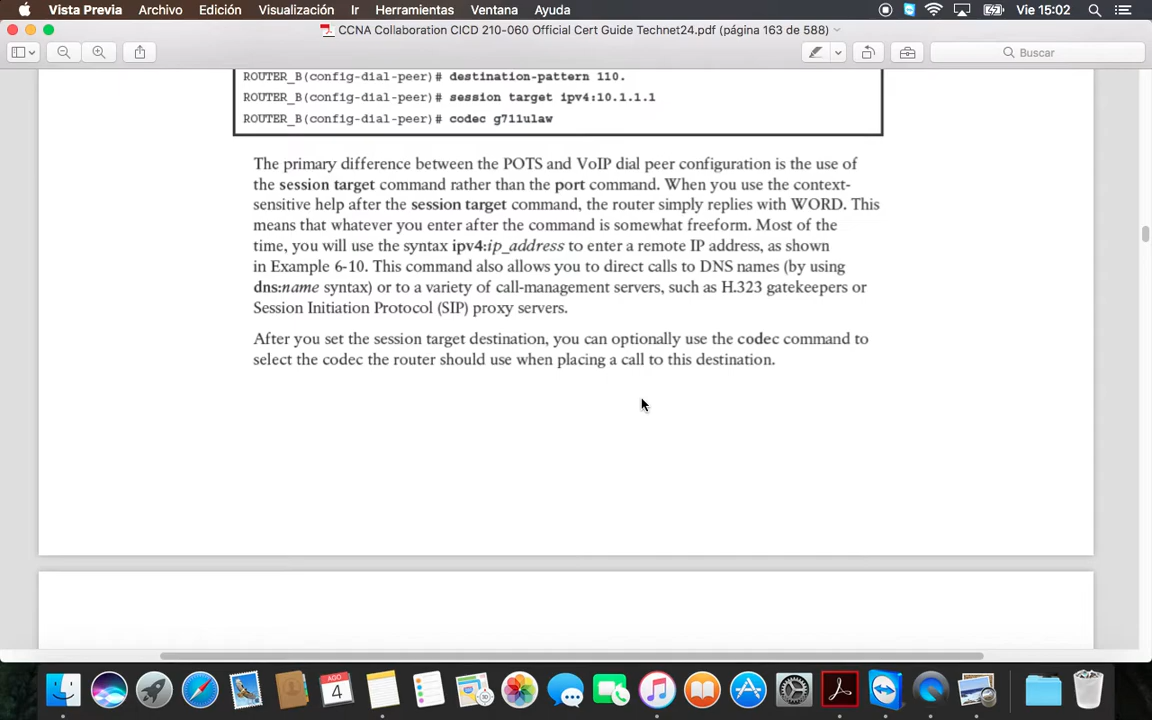 Vista Previa Archivo Edición Visualización Ir Herramientas Ventana Ayuda Vie 15:02
CCNA Collaboration CICD 210-060 Official Cert Guide Technet24.pdf (página 163 de 588)
Buscar
ROUTER_B(config-dial-peer)# destination-pattern 110.
ROUTER_B(config-dial-peer)# session target ipv4:10.1.1.1
ROUTER_B(config-dial-peer)# codec g711ulaw
The primary difference between the POTS and VoIP dial peer configuration is the use of
the session target command rather than the port command. When you use the context-
sensitive help after the session target command, the router simply replies with WORD. This
means that whatever you enter after the command is somewhat freeform. Most of the
time, you will use the syntax ipv4:ip_address to enter a remote IP address, as shown
in Example 6-10. This command also allows you to direct calls to DNS names (by using
dns:name syntax) or to a variety of call-management servers, such as H.323 gatekeepers or
Session Initiation Protocol (SIP) proxy servers.
After you set the session target destination, you can optionally use the codec command to
select the codec the router should use when placing a call to this destination.
4